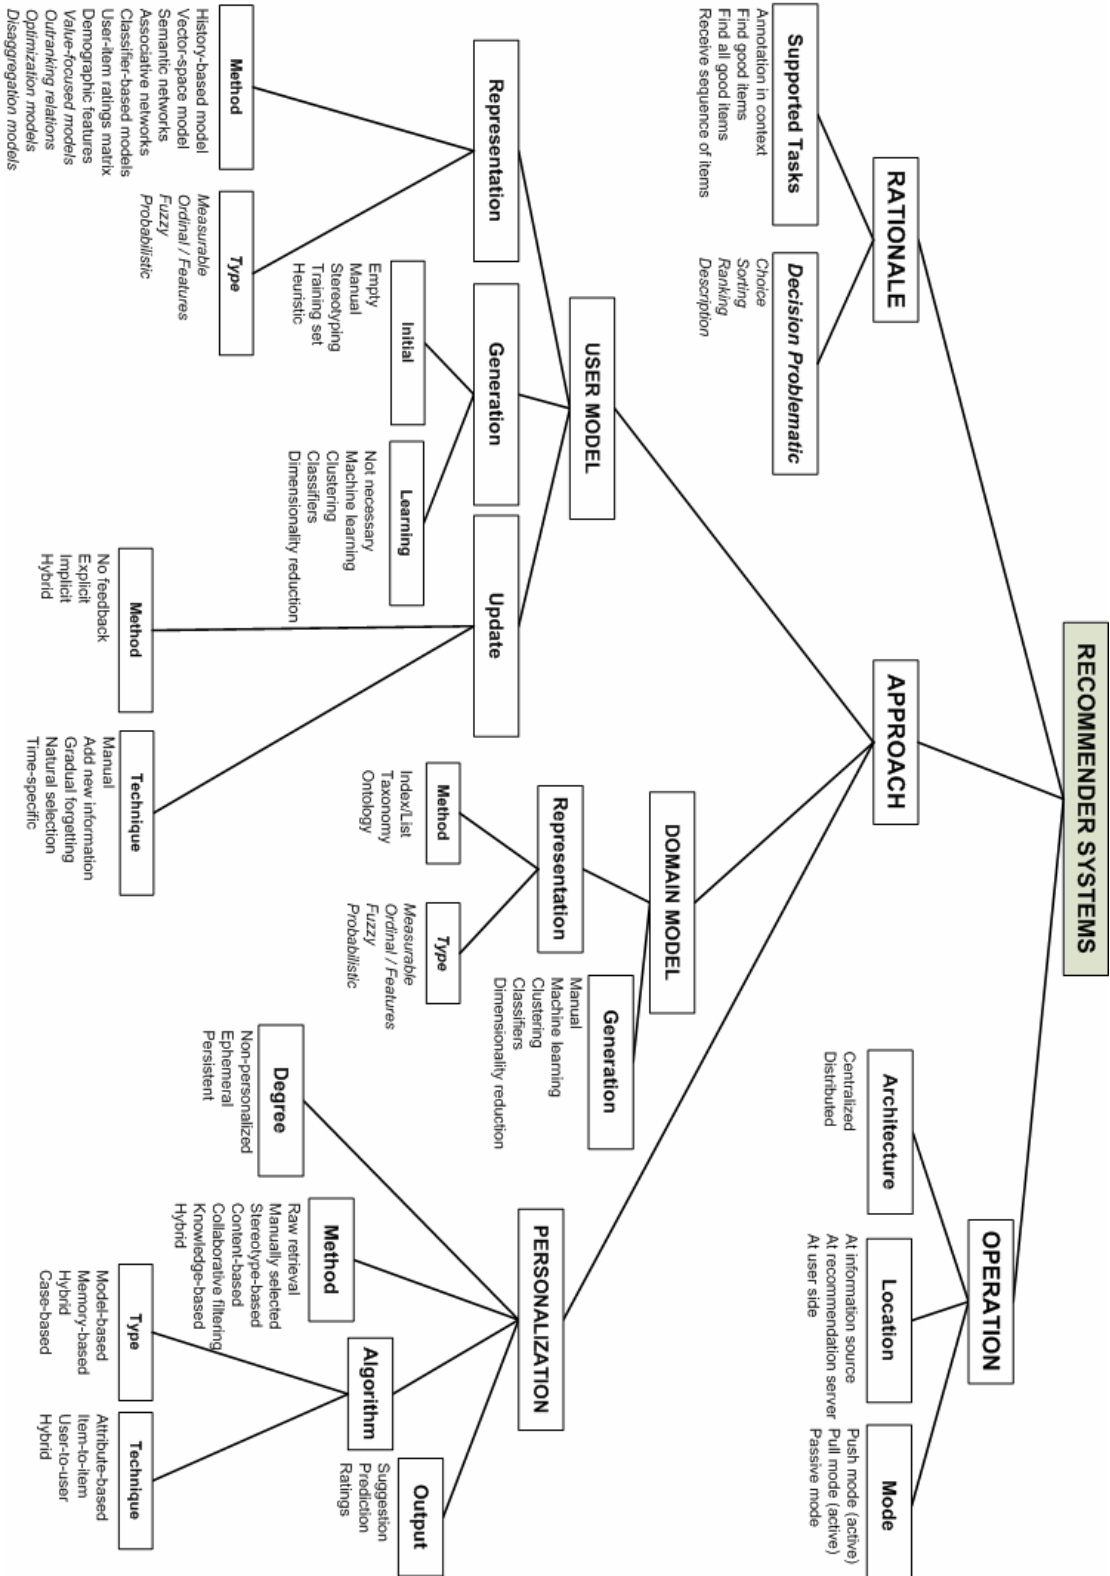 RECOMMENDER SYSTEMS
RATIONALE
Supported Tasks
Annotation in context
Find good items
Find all good items
Receive sequence of items
Decision Problematic
Choice
Sorting
Ranking
Description
APPROACH
USER MODEL
Representation
Method
History-based model
Vector-space model
Semantic networks
Associative networks
Classifier-based models
User-item ratings matrix
Demographic features
Value-focused models
Outranking relations
Optimization models
Disaggregation models
Type
Measurable
Ordinal / Features
Fuzzy
Probabilistic
Generation
Initial
Empty
Manual
Stereotyping
Training set
Heuristic
Learning
Not necessary
Machine learning
Clustering
Classifiers
Dimensionality reduction
Update
Method
No feedback
Explicit
Implicit
Hybrid
Technique
Manual
Add new information
Gradual forgetting
Natural selection
Time-specific
DOMAIN MODEL
Representation
Method
Index/List
Taxonomy
Ontology
Type
Measurable
Ordinal / Features
Fuzzy
Probabilistic
Generation
Manual
Machine learning
Clustering
Classifiers
Dimensionality reduction
PERSONALIZATION
Degree
Non-personalized
Ephemeral
Persistent
Method
Raw retrieval
Manually selected
Stereotype-based
Content-based
Collaborative filtering
Knowledge-based
Hybrid
Algorithm
Type
Model-based
Memory-based
Hybrid
Case-based
Technique
Attribute-based
Item-to-item
User-to-user
Hybrid
Output
Suggestion
Prediction
Ratings
OPERATION
Architecture
Centralized
Distributed
Location
At information source
At recommendation server
At user side
Mode
Push mode (active)
Pull mode (active)
Passive mode